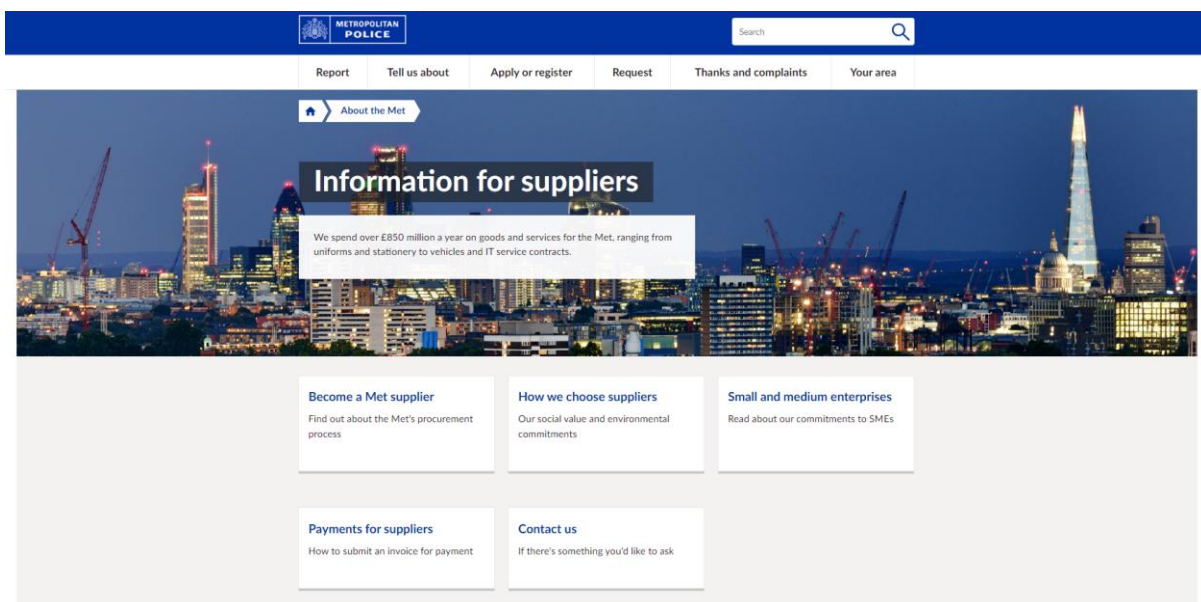 METROPOLITAN
POLICE
Search
Report
Tell us about
Apply or register
Request
Thanks and complaints
Your area
About the Met
Information for suppliers
We spend over £850 million a year on goods and services for the Met, ranging from
uniforms and stationery to vehicles and IT service contracts.
Become a Met supplier
Find out about the Met's procurement
process
How we choose suppliers
Our social value and environmental
commitments
Small and medium enterprises
Read about our commitments to SMEs
Payments for suppliers
How to submit an invoice for payment
Contact us
If there's something you'd like to ask